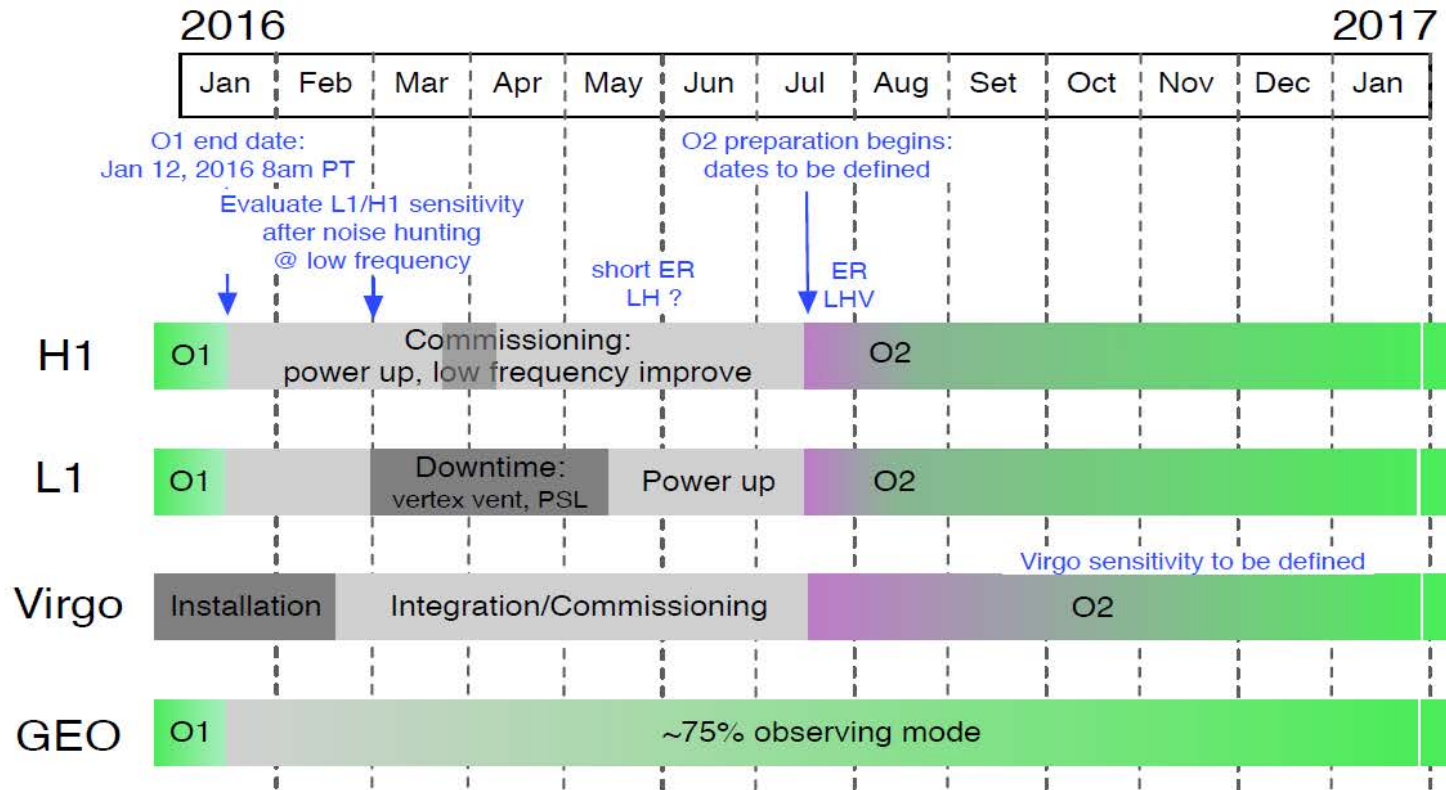 2016 2017
Jan Feb Mar Apr May Jun Jul Aug Set Oct Nov Dec Jan
O1 end date:
Jan 12, 2016 8am PT
Evaluate L1/H1 sensitivity
after noise hunting
@ low frequency
short ER
LH ?
O2 preparation begins:
dates to be defined
ER
LHV
H1
O1
Commissioning:
power up, low frequency improve
O2
L1
O1
Downtime:
vertex vent, PSL
Power up
O2
Virgo sensitivity to be defined
Virgo
Installation
Integration/Commissioning
O2
GEO
O1
~75% observing mode